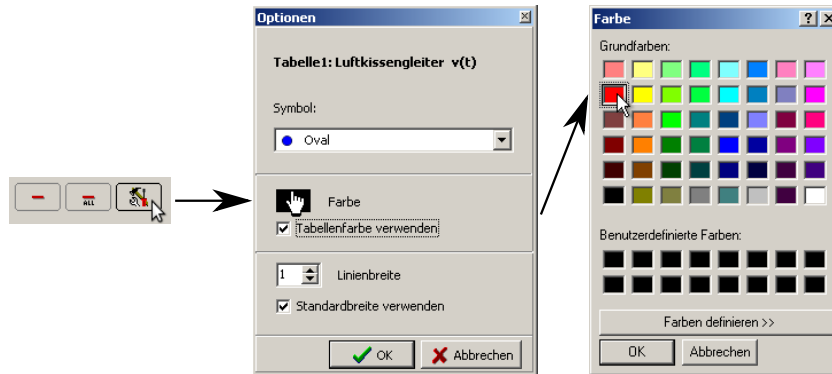 ALL
Optionen
Tabelle1: Luftkissengleiter v(t)
Symbol:
Oval
Farbe
Tabellenfarbe verwenden
1 Linienbreite
Standardbreite verwenden
OK Abbrechen
Farbe
Grundfarben:
Benutzerdefinierte Farben:
Farben definieren >>
OK Abbrechen